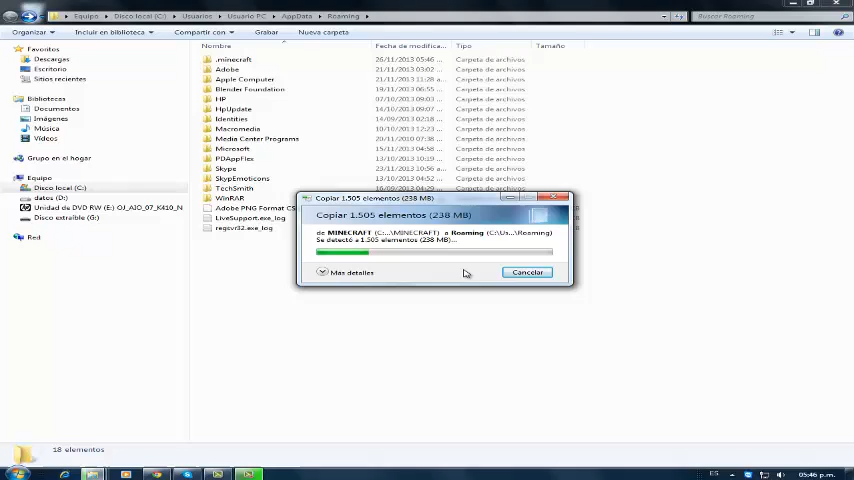 Equipo ▸ Disco local (C:) ▸ Usuarios ▸ Usuario PC ▸ AppData ▸ Roaming ▸
Buscar Roaming
Organizar Incluir en biblioteca Compartir con Grabar Nueva carpeta
Nombre Fecha de modifica... Tipo Tamaño
Favoritos
Descargas
Escritorio
Sitios recientes
Bibliotecas
Documentos
Imágenes
Música
Vídeos
Grupo en el hogar
Equipo
Disco local (C:)
datos (D:)
Unidad de DVD RW (E:) OJ_AJO_07_K410_N
Disco extraíble (G:)
Red
.minecraft 26/11/2013 05:46 ... Carpeta de archivos
Adobe 21/11/2013 03:02 ... Carpeta de archivos
Apple Computer 21/11/2013 11:28 a... Carpeta de archivos
Blender Foundation 19/11/2013 06:55 ... Carpeta de archivos
HP 07/10/2013 09:03 ... Carpeta de archivos
HpUpdate 14/10/2013 09:03 ... Carpeta de archivos
Identities 14/09/2013 02:18 ... Carpeta de archivos
Macromedia 10/10/2013 12:23 ... Carpeta de archivos
Media Center Programs 20/11/2010 07:38 ... Carpeta de archivos
Microsoft 15/11/2013 04:58 ... Carpeta de archivos
PDAppFlex 13/10/2013 10:19 ... Carpeta de archivos
Skype 23/11/2013 10:56 ... Carpeta de archivos
SkypEmoticons 16/09/2013 04:52 ... Carpeta de archivos
TechSmith
WinRAR
Adobe PNG Format CS
LiveSupport.exe_log
regsvr32.exe_log
Copiar 1.505 elementos (238 MB)
Copiar 1.505 elementos (238 MB)
de MINECRAFT (C:...\MINECRAFT) a Roaming (C:\Us...\Roaming)
Se detectó a 1.505 elementos (238 MB)...
Más detalles Cancelar
18 elementos
ES 05:46 p.m.